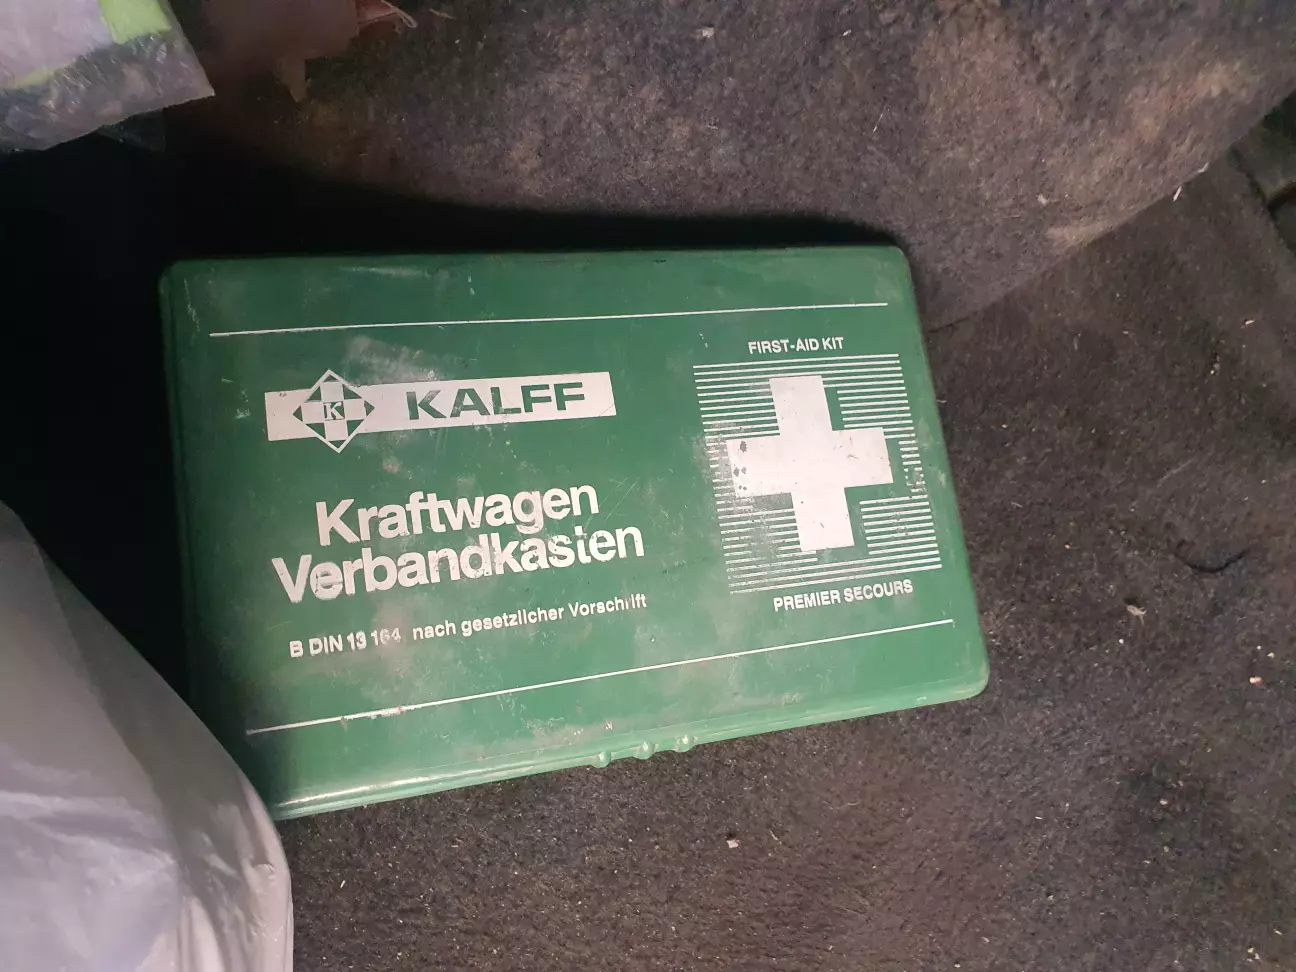 FIRST-AID KIT
K KALFF
Kraftwagen
Verbandkasten
B DIN 13 164 nach gesetzlicher Vorschrift
PREMIER SECOURS